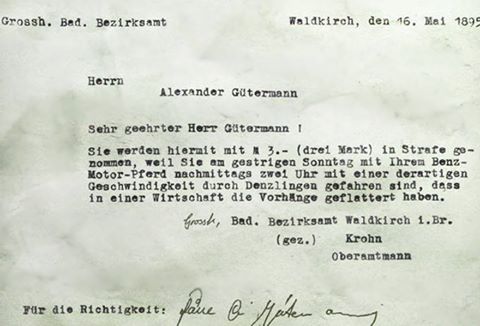 Grossh. Bad. Bezirksamt Waldkirch, den 16. Mai 1895
Herrn
Alexander Gütermann
Sehr geehrter Herr Gütermann !
Sie werden hiermit mit M 3.- (drei Mark) in Strafe ge-
nommen, weil Sie am gestrigen Sonntag mit Ihrem Benz-
Motor-Pferd nachmittags zwei Uhr mit einer derartigen
Geschwindigkeit durch Denzlingen gefahren sind, dass
in einer Wirtschaft die Vorhänge geflattert haben.
Grossh. Bad. Bezirksamt Waldkirch i.Br.
(gez.) Krohn
Oberamtmann
Für die Richtigkeit: